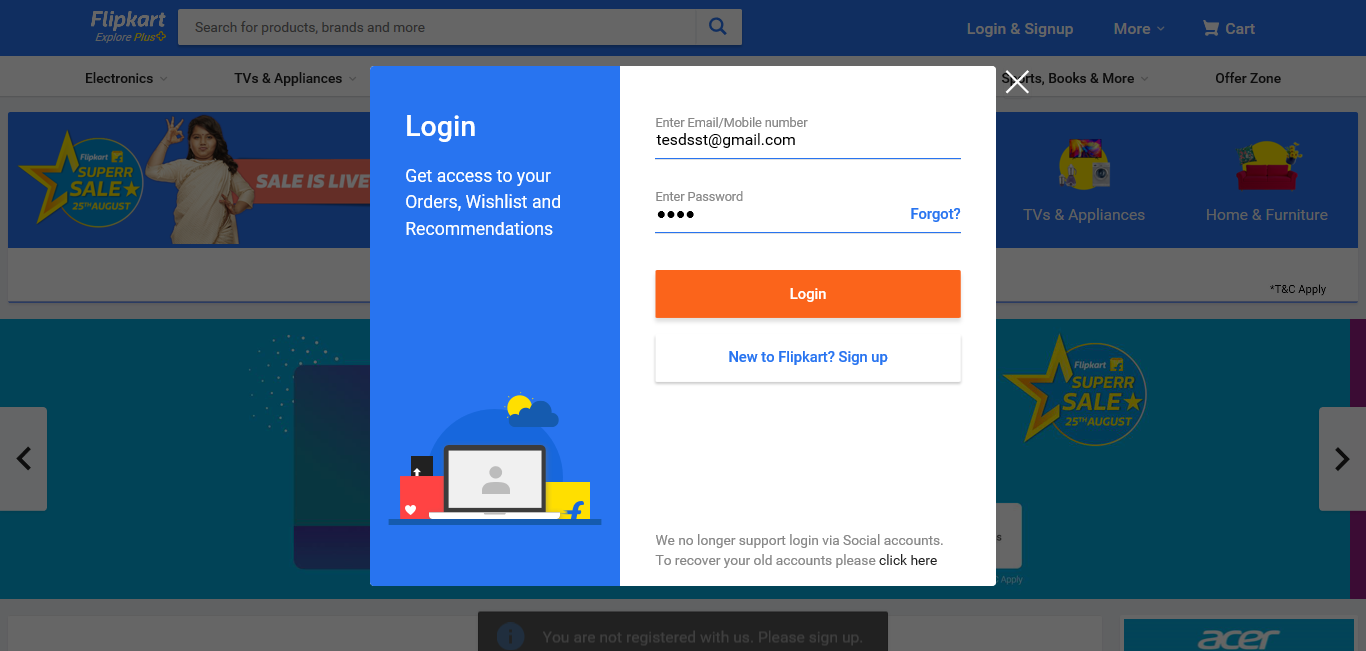 Flipkart
Explore Plus
Search for products, brands and more
Login & Signup
More
Cart
Electronics
TVs & Appliances
Sports, Books & More
Offer Zone
Login
Get access to your
Orders, Wishlist and
Recommendations
Enter Email/Mobile number
tesdsst@gmail.com
Enter Password
Forgot?
Login
New to Flipkart? Sign up
We no longer support login via Social accounts.
To recover your old accounts please click here
Flipkart
SUPERR
SALE
25TH AUGUST
SALE IS LIVE
TVs & Appliances
Home & Furniture
*T&C Apply
Flipkart
SUPERR
SALE
25TH AUGUST
Apply
You are not registered with us. Please sign up.
acer